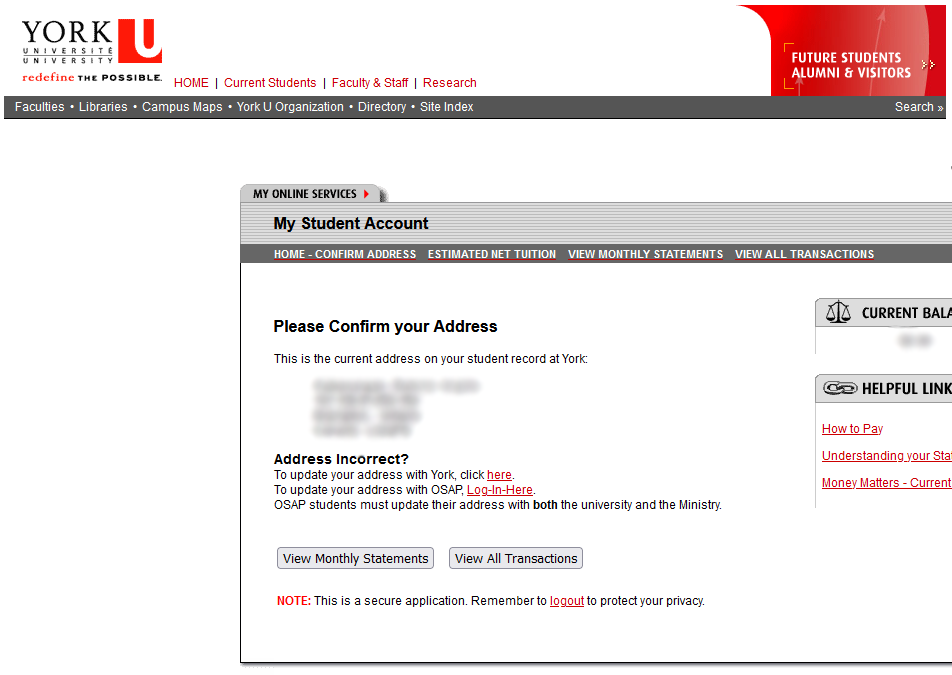 YORK U
UNIVERSITÉ
UNIVERSITY
redefine THE POSSIBLE.
HOME | Current Students | Faculty & Staff | Research
FUTURE STUDENTS
ALUMNI & VISITORS
Faculties • Libraries • Campus Maps • York U Organization • Directory • Site Index
Search »
MY ONLINE SERVICES
My Student Account
HOME - CONFIRM ADDRESS ESTIMATED NET TUITION VIEW MONTHLY STATEMENTS VIEW ALL TRANSACTIONS
Please Confirm your Address
This is the current address on your student record at York:
Address Incorrect?
To update your address with York, click here.
To update your address with OSAP, Log-In-Here.
OSAP students must update their address with both the university and the Ministry.
View Monthly Statements View All Transactions
NOTE: This is a secure application. Remember to logout to protect your privacy.
CURRENT BALA
HELPFUL LINK
How to Pay
Understanding your Sta
Money Matters - Current